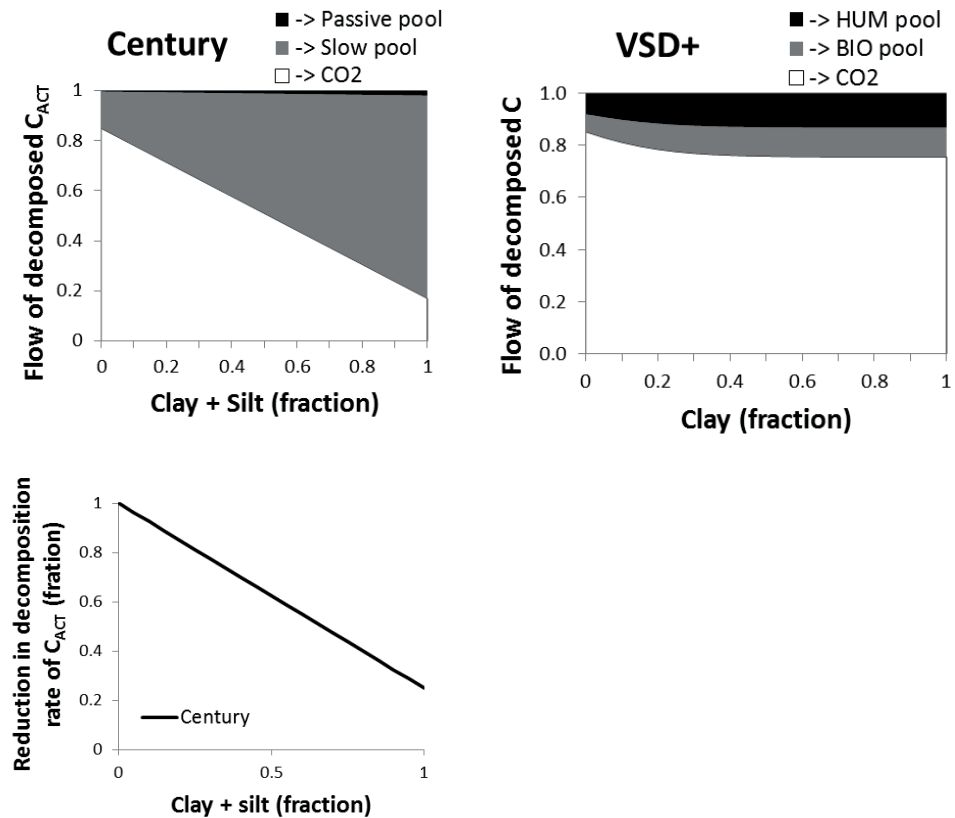 Century
-> Passive pool
-> Slow pool
-> CO2
Flow of decomposed CACT
1
0.8
0.6
0.4
0.2
0
0 0.2 0.4 0.6 0.8 1
Clay + Silt (fraction)
VSD+
-> HUM pool
-> BIO pool
-> CO2
Flow of decomposed C
1.0
0.8
0.6
0.4
0.2
0.0
0 0.2 0.4 0.6 0.8 1
Clay (fraction)
Reduction in decomposition
rate of CACT (fration)
1
0.8
0.6
0.4
0.2
0
Century
0 0.5 1
Clay + silt (fraction)